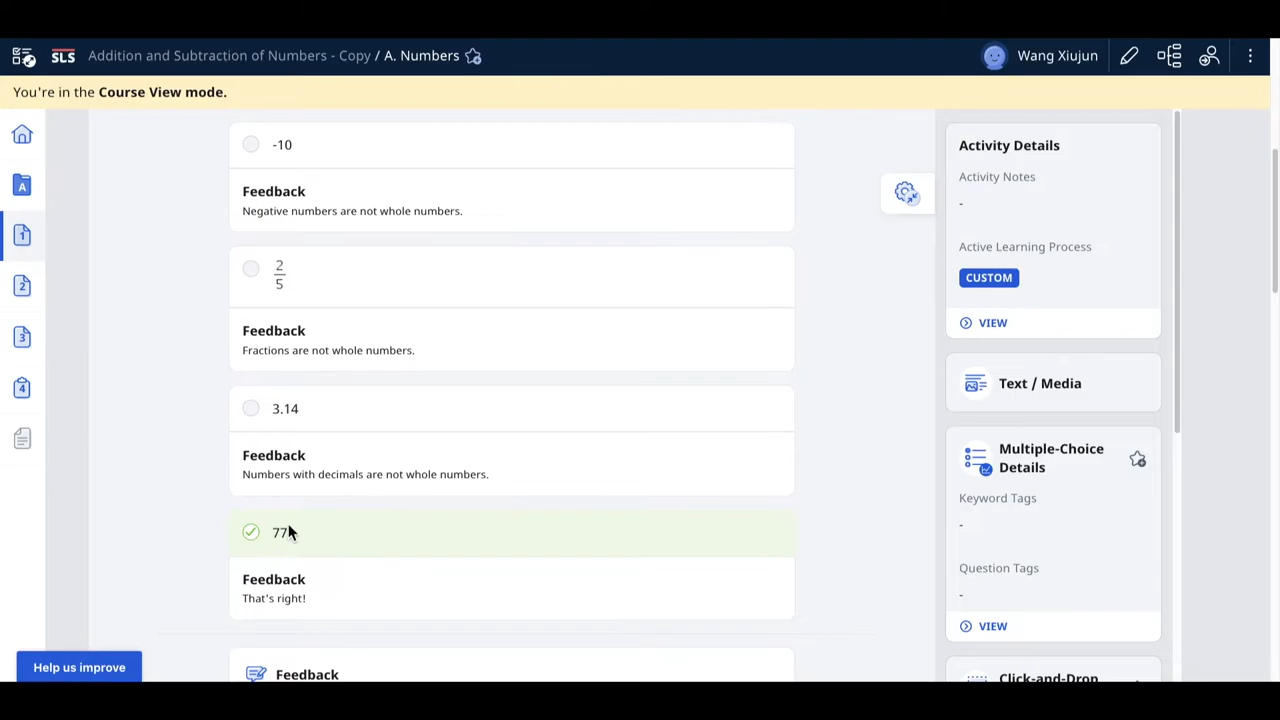 SLS Addition and Subtraction of Numbers - Copy / A. Numbers
Wang Xiujun
You're in the Course View mode.
A
1
2
3
4
-10
Feedback
Negative numbers are not whole numbers.
2
5
Feedback
Fractions are not whole numbers.
3.14
Feedback
Numbers with decimals are not whole numbers.
77
Feedback
That's right!
Feedback
Help us improve
Activity Details
Activity Notes
-
Active Learning Process
CUSTOM
VIEW
Text / Media
Multiple-Choice
Details
Keyword Tags
-
Question Tags
-
VIEW
Click-and-Drop